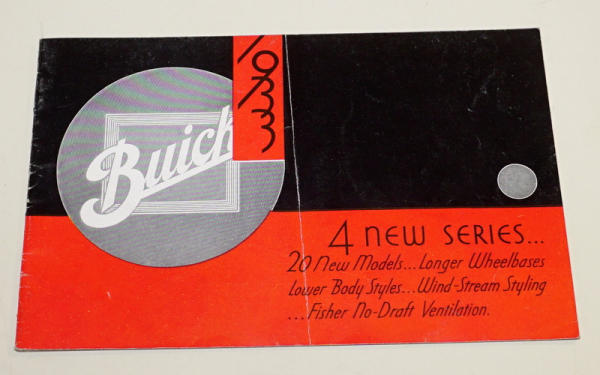 Buick
1933
4 new SERIES...
20 New Models...Longer Wheelbases
Lower Body Styles...Wind-Stream Styling
...Fisher No-Draft Ventilation.